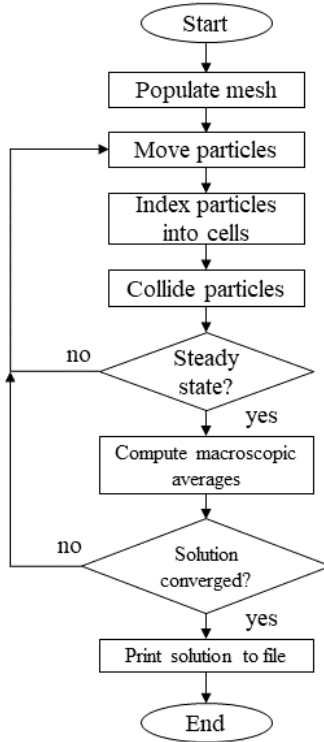 Start
Populate mesh
Move particles
Index particles
into cells
Collide particles
no
Steady
state?
yes
Compute macroscopic
averages
no
Solution
converged?
yes
Print solution to file
End